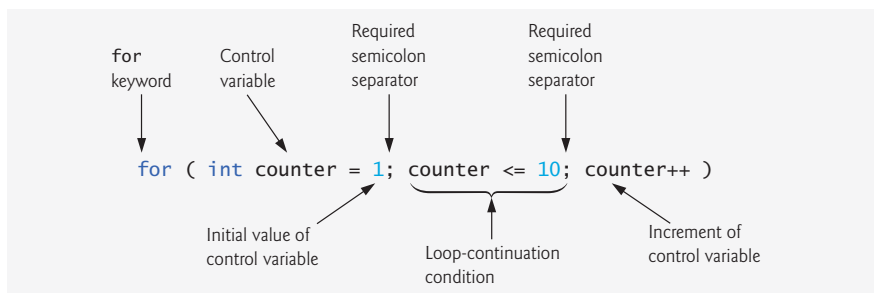 for
keyword
Control
variable
Required
semicolon
separator
Required
semicolon
separator
for ( int counter = 1; counter <= 10; counter++ )
Initial value of
control variable
Loop-continuation
condition
Increment of
control variable